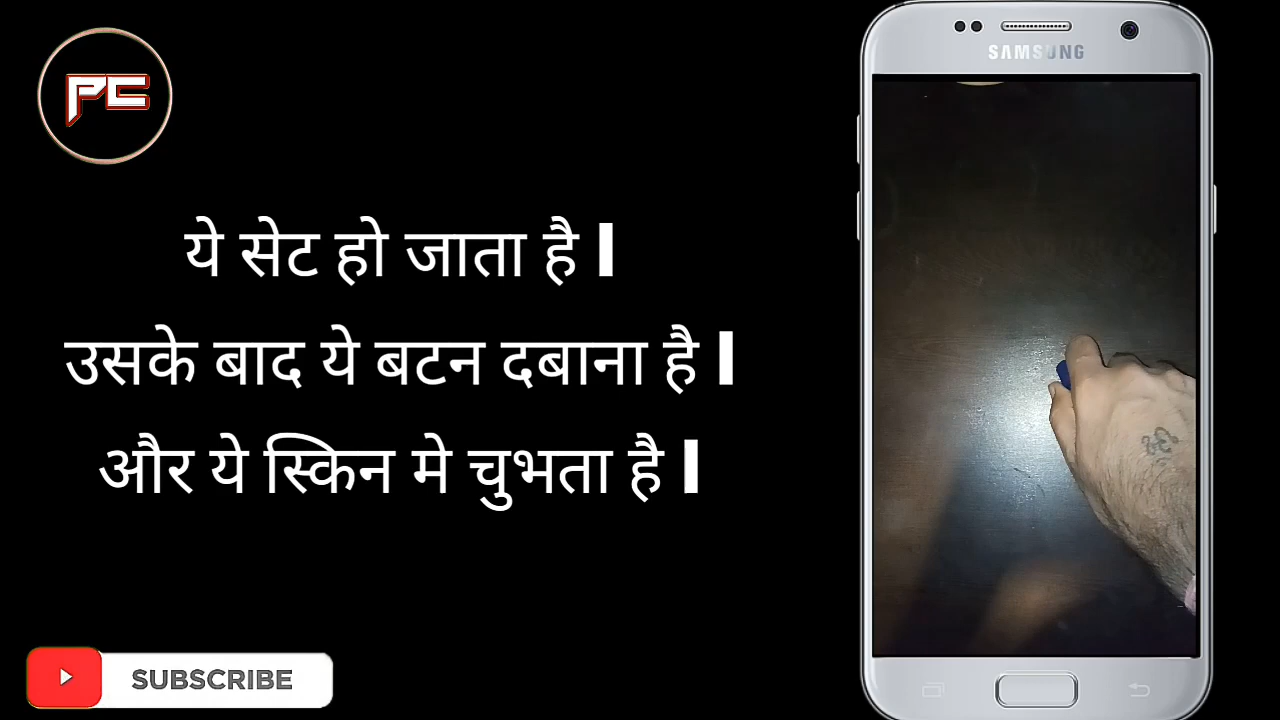 PC
SAMSUNG
ये सेट हो जाता है I
उसके बाद ये बटन दबाना है I
और ये स्किन मे चुभता है I
ॐ
SUBSCRIBE